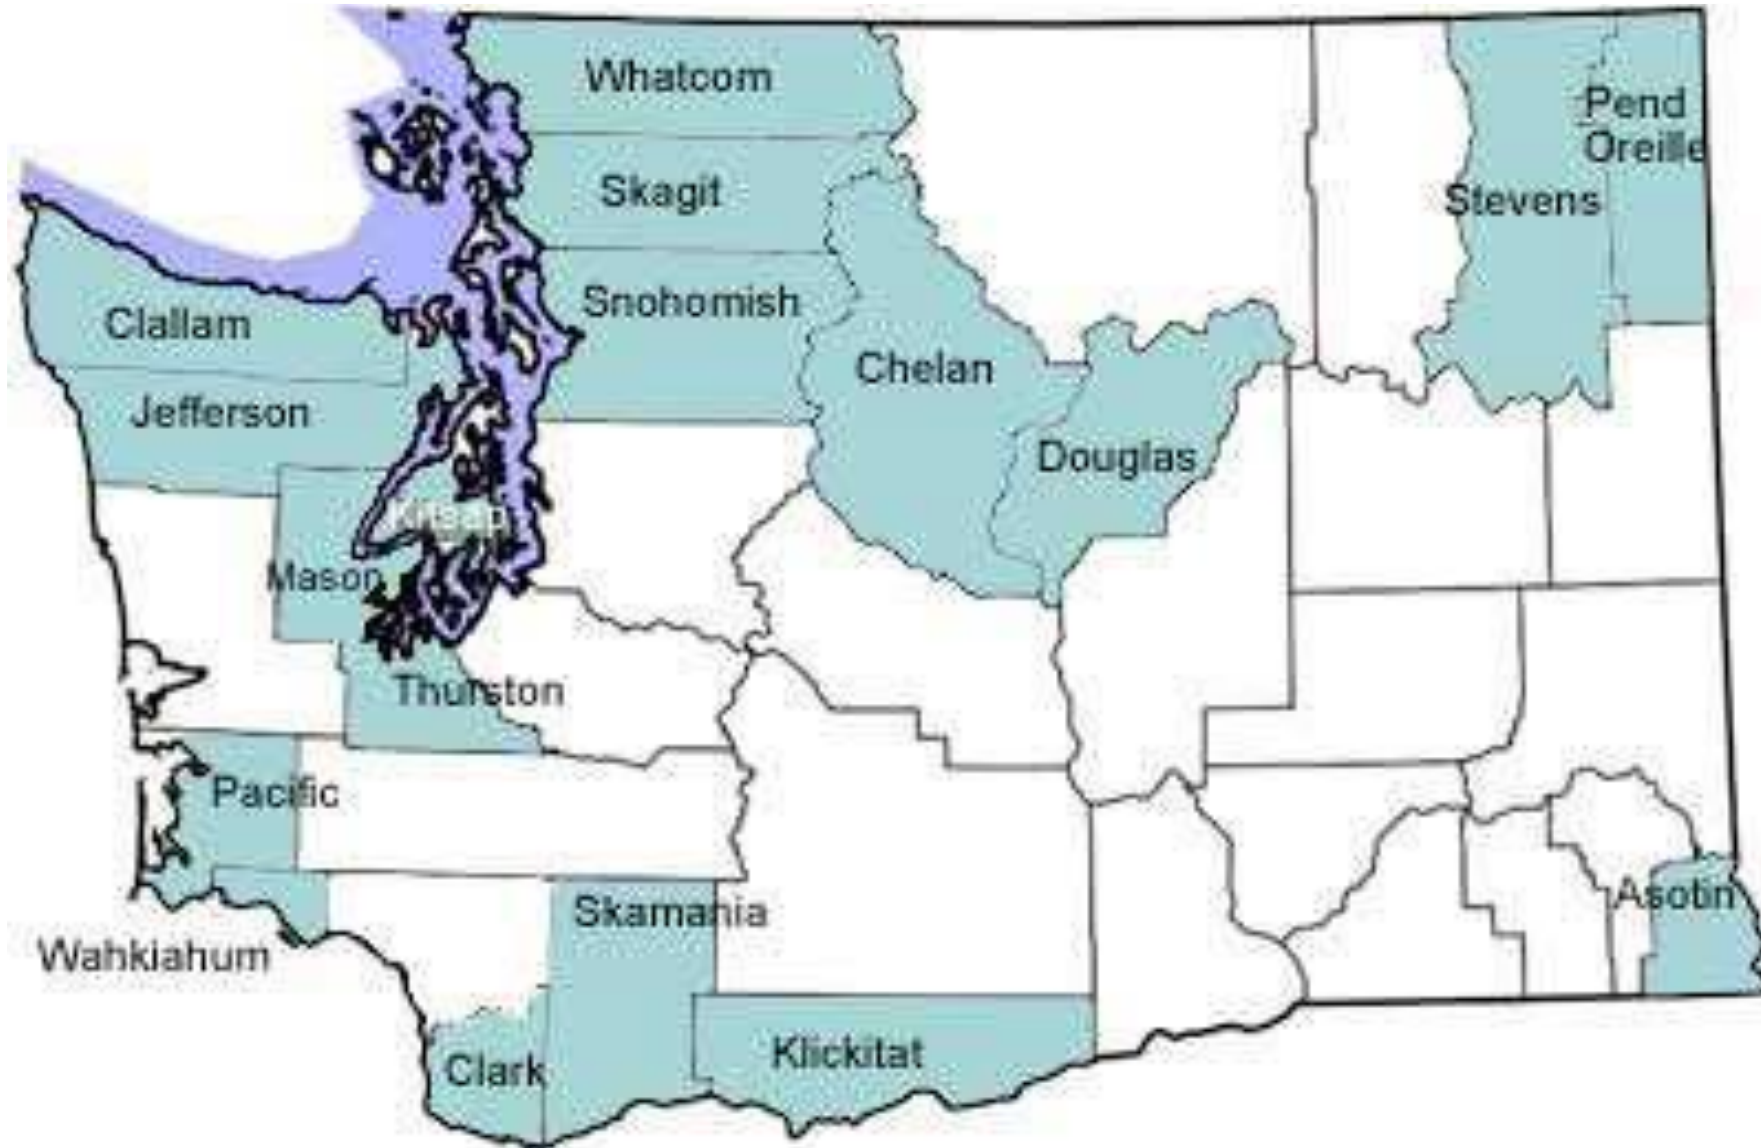 Whatcom
Pend
Oreille
Skagit
Stevens
Snohomish
Clallam
Chelan
Jefferson
Douglas
Kitsap
Mason
Thurston
Pacific
Asotin
Skamania
Wahkiahum
Klickitat
Clark